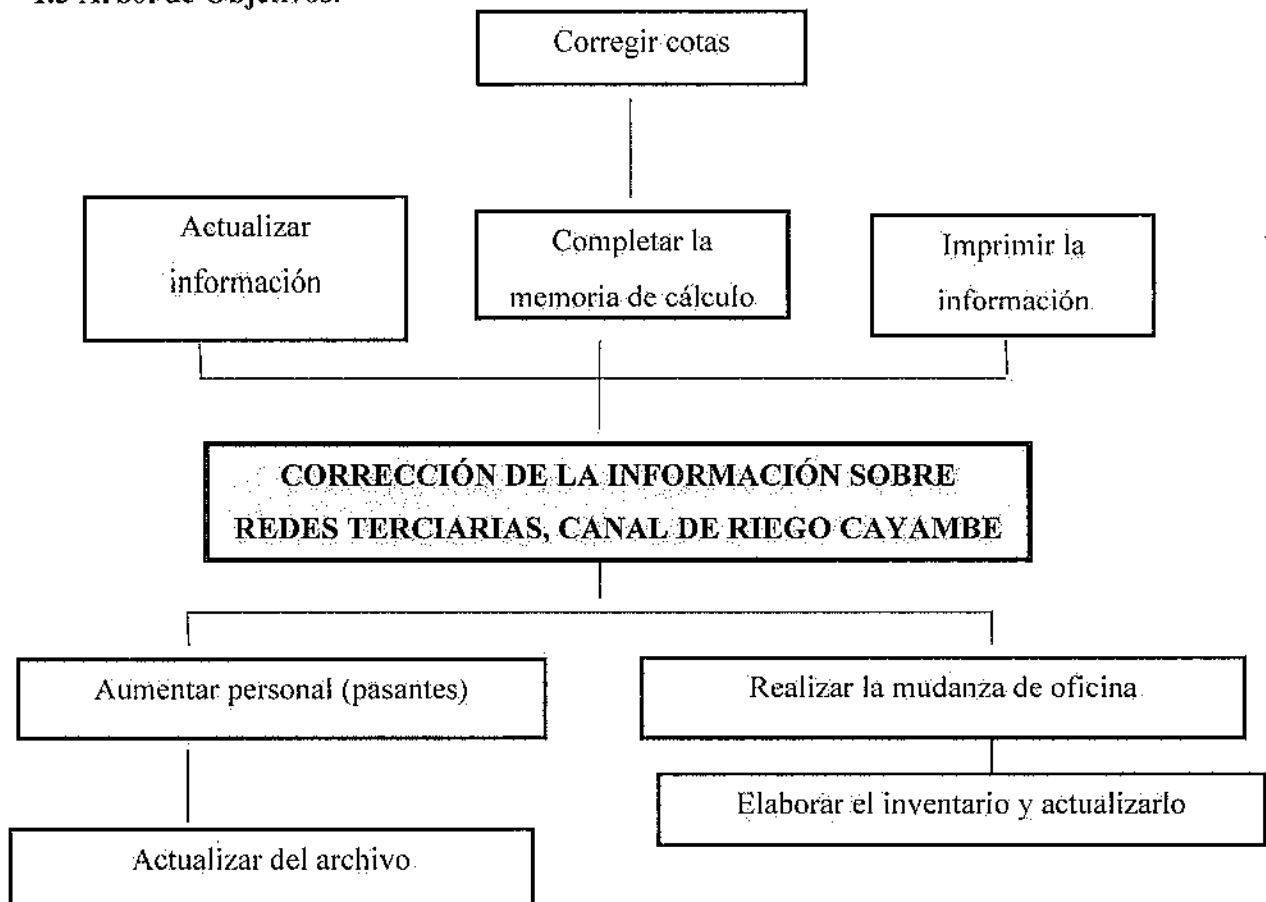 1.3 Árbol de Objetivos.
Corregir cotas
Actualizar
información
Completar la
memoria de cálculo
Imprimir la
información
CORRECCIÓN DE LA INFORMACIÓN SOBRE
REDES TERCIARIAS, CANAL DE RIEGO CAYAMBE
Aumentar personal (pasantes)
Realizar la mudanza de oficina
Elaborar el inventario y actualizarlo
Actualizar del archivo